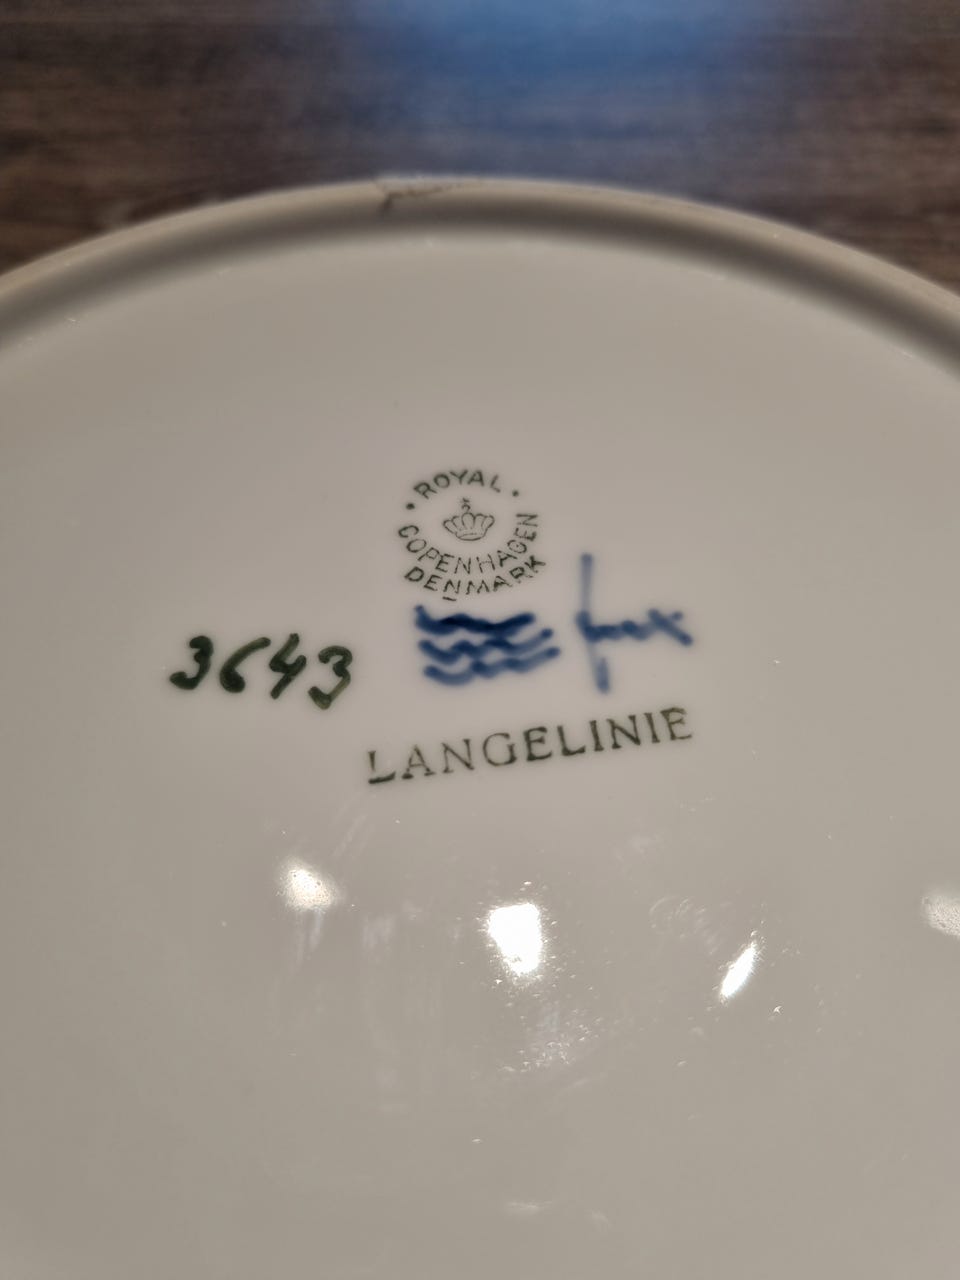 ROYAL
COPENHAGEN
DENMARK
3643
LANGELINIE